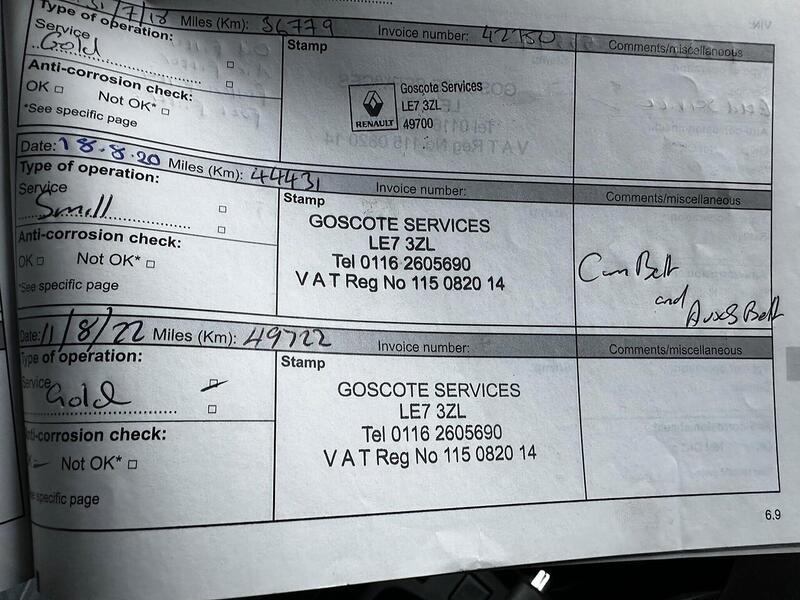 31/7/18 Miles (Km): 36779 Invoice number: 42750
Type of operation:
Service
Gold
Stamp
Comments/miscellaneous
Anti-corrosion check:
OK Not OK*
*See specific page
RENAULT
Goscote Services
LE7 3ZL
49700
Date: 18.8.20 Miles (Km): 44431 Invoice number:
Type of operation:
Service
Small
Stamp
Comments/miscellaneous
Anti-corrosion check:
OK Not OK*
*See specific page
GOSCOTE SERVICES
LE7 3ZL
Tel 0116 2605690
V A T Reg No 115 0820 14
Cam Belt
and
Auxs Belt
Date: 11/8/22 Miles (Km): 49722 Invoice number:
Type of operation:
Service
Gold
Stamp
Comments/miscellaneous
ti-corrosion check:
Not OK*
e specific page
GOSCOTE SERVICES
LE7 3ZL
Tel 0116 2605690
V A T Reg No 115 0820 14
6.9